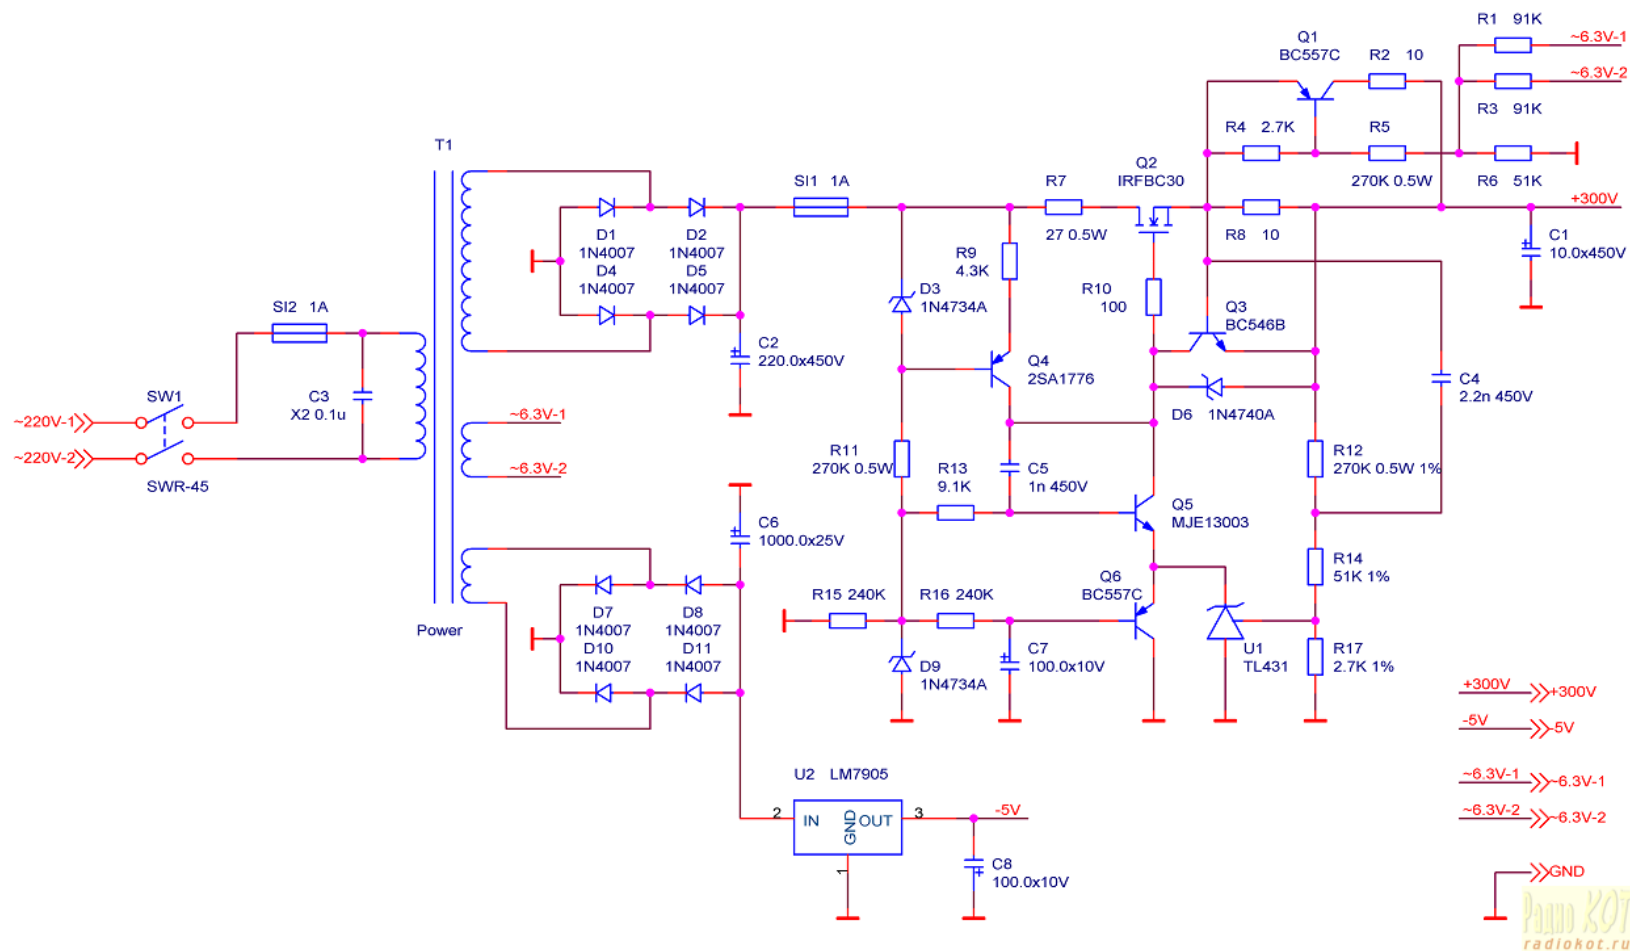 R1 91K
~6.3V-1
Q1
BC557C
R2 10
~6.3V-2
R3 91K
R4 2.7K
R5
270K 0.5W
R6 51K
T1
SI1 1A
R7
27 0.5W
Q2
IRFBC30
+300V
R8 10
C1
10.0x450V
D1
1N4007
D2
1N4007
D4
1N4007
D5
1N4007
R9
4.3K
D3
1N4734A
R10
100
Q3
BC546B
SI2 1A
C2
220.0x450V
Q4
2SA1776
C4
2.2n 450V
SW1
C3
X2 0.1u
D6 1N4740A
~220V-1
~220V-2
SWR-45
~6.3V-1
~6.3V-2
R11
270K 0.5W
R13
9.1K
C5
1n 450V
R12
270K 0.5W 1%
Q5
MJE13003
C6
1000.0x25V
R14
51K 1%
Q6
BC557C
R15 240K
R16 240K
Power
D7
1N4007
D8
1N4007
D10
1N4007
D11
1N4007
D9
1N4734A
C7
100.0x10V
U1
TL431
R17
2.7K 1%
+300V
+300V
-5V
-5V
~6.3V-1
~6.3V-1
~6.3V-2
~6.3V-2
GND
U2 LM7905
2
IN
GND
OUT
3
1
-5V
C8
100.0x10V
Радио КОТ
radiokot.ru